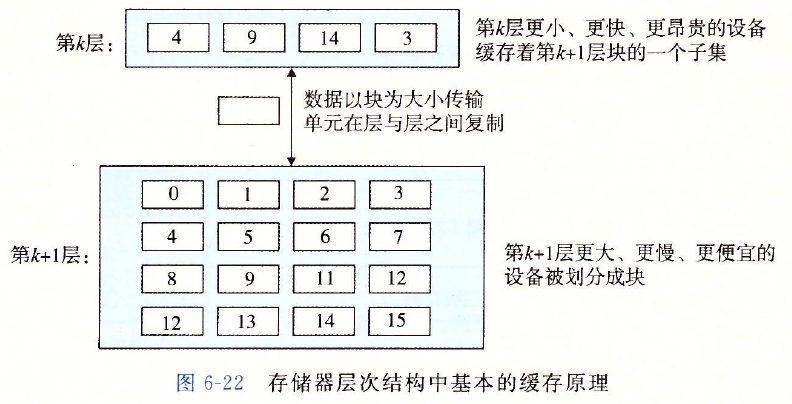 第k层：
4 9 14 3
第k层更小、更快、更昂贵的设备
缓存着第k+1层块的一个子集
数据以块为大小传输
单元在层与层之间复制
0 1 2 3
4 5 6 7
第k+1层：
8 9 11 12
12 13 14 15
第k+1层更大、更慢、更便宜的
设备被划分成块
图 6-22 存储器层次结构中基本的缓存原理